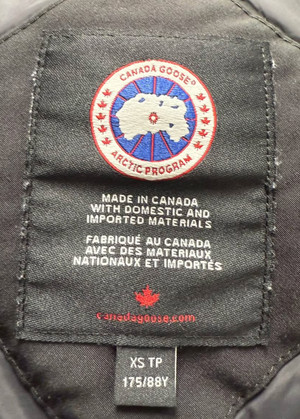 CANADA GOOSE®
ARCTIC PROGRAM
MADE IN CANADA
WITH DOMESTIC AND
IMPORTED MATERIALS
FABRIQUÉ AU CANADA
AVEC DES MATERIAUX
NATIONAUX ET IMPORTÉS
canadagoose.com
XS TP
175/88Y